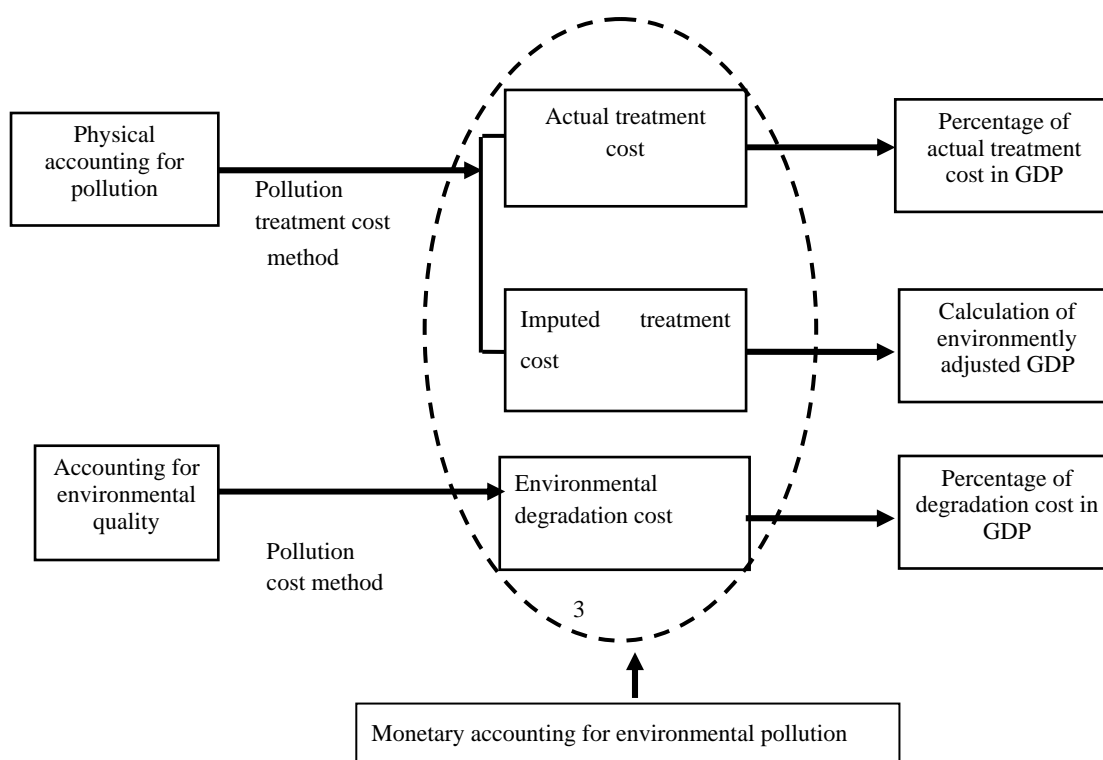 Physical
accounting for
pollution
Pollution
treatment cost
method
Actual treatment
cost
Percentage of
actual treatment
cost in GDP
Imputed treatment
cost
Calculation of
environmently
adjusted GDP
Accounting for
environmental
quality
Pollution
cost method
Environmental
degradation cost
Percentage of
degradation cost in
GDP
3
Monetary accounting for environmental pollution